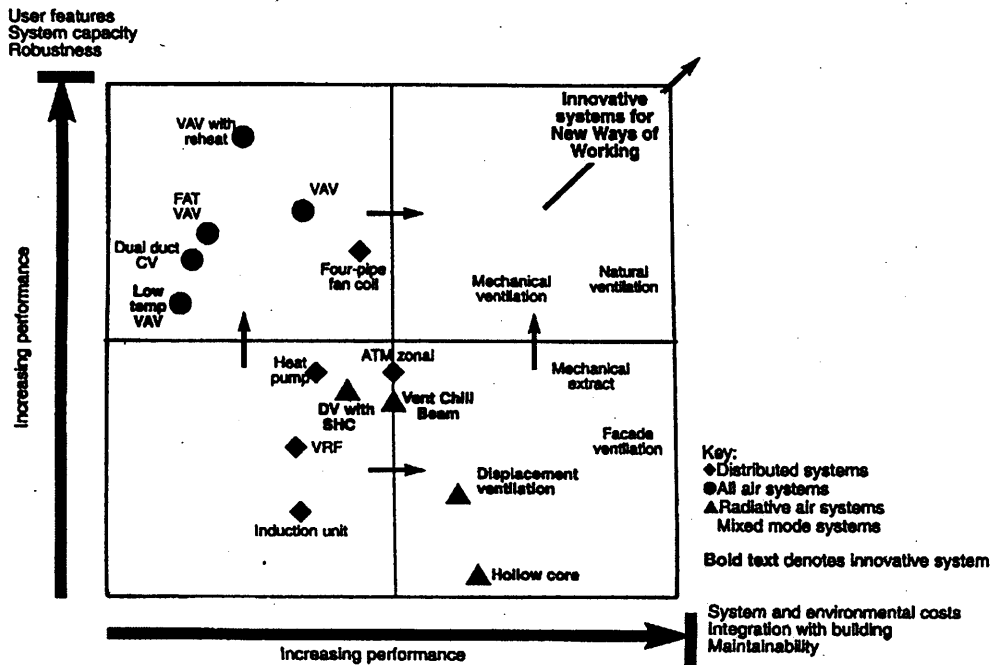 User features
System capacity
Robustness
Innovative
systems for
New Ways of
Working
VAV with
reheat
VAV
FAT
VAV
Dual duct
CV
Low
temp
VAV
Four-pipe
fan coil
Mechanical
ventilation
Natural
ventilation
Increasing performance
Heat
pump
ATM zonal
DV with
SHC
Vent Chill
Beam
Mechanical
extract
VRF
Facade
ventilation
Induction unit
Displacement
ventilation
Hollow core
Key:
Distributed systems
All air systems
Radiative air systems
Mixed mode systems
Bold text denotes innovative system
System and environmental costs
Integration with building
Maintainability
Increasing performance